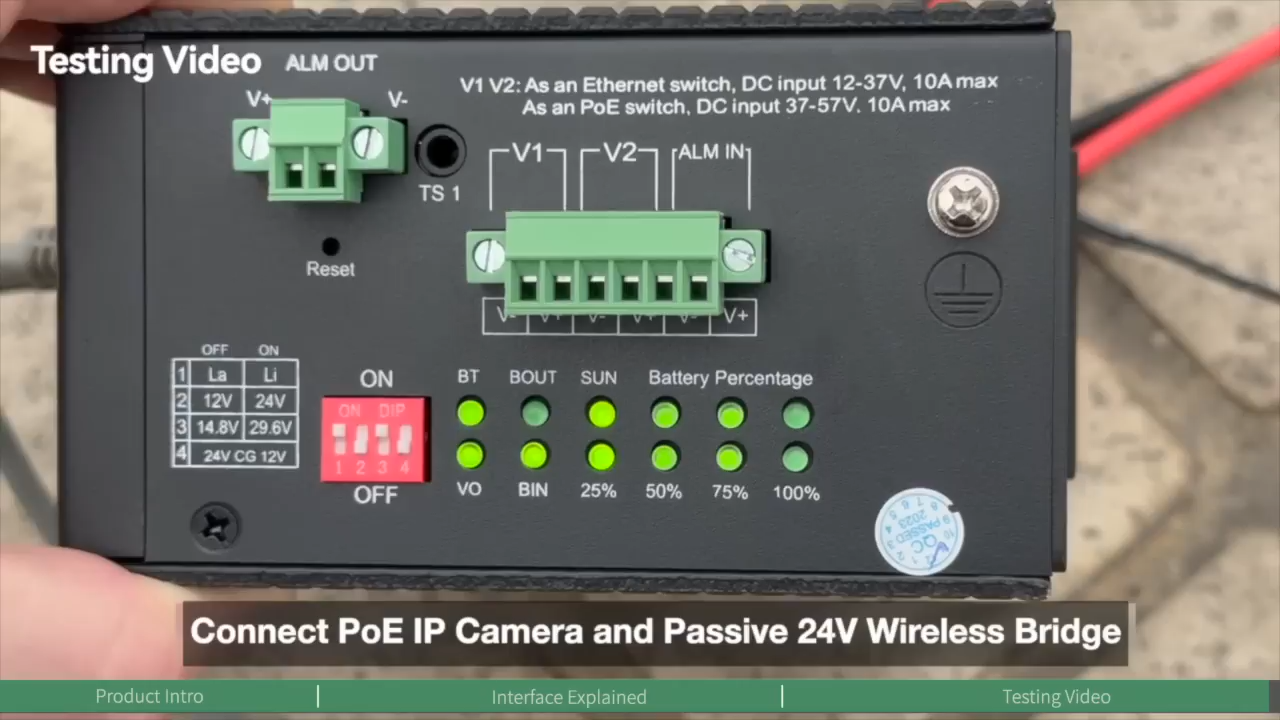 Testing Video
ALM OUT
V+ V-
TS 1
Reset
V1 V2: As an Ethernet switch, DC input 12-37V, 10A max
As an PoE switch, DC input 37-57V. 10A max
V1 V2 ALM IN
V- V+ V- V+ V- V+
OFF ON
1 La Li
2 12V 24V
3 14.8V 29.6V
4 24V CG 12V
ON
ON DIP
1 2 3 4
OFF
BT BOUT SUN Battery Percentage
VO BIN 25% 50% 75% 100%
QC
PASSED
2023
Connect PoE IP Camera and Passive 24V Wireless Bridge
Product Intro Interface Explained Testing Video